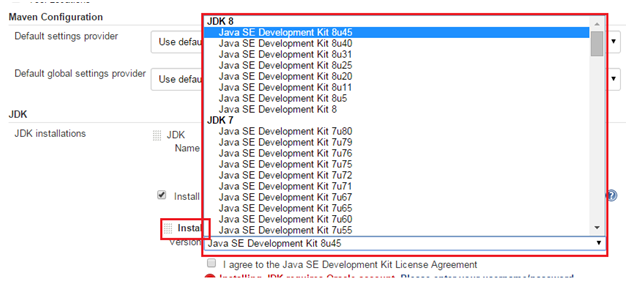 Maven Configuration
Default settings provider
Use defau
Default global settings provider
Use defau
JDK
JDK installations
JDK
Name
Install
Instal
Version
JDK 8
Java SE Development Kit 8u45
Java SE Development Kit 8u40
Java SE Development Kit 8u31
Java SE Development Kit 8u25
Java SE Development Kit 8u20
Java SE Development Kit 8u11
Java SE Development Kit 8u5
Java SE Development Kit 8
JDK 7
Java SE Development Kit 7u80
Java SE Development Kit 7u79
Java SE Development Kit 7u76
Java SE Development Kit 7u75
Java SE Development Kit 7u72
Java SE Development Kit 7u71
Java SE Development Kit 7u67
Java SE Development Kit 7u65
Java SE Development Kit 7u60
Java SE Development Kit 7u55
Java SE Development Kit 8u45
I agree to the Java SE Development Kit License Agreement
Installing JDK requires Oracle account. Please enter your username/password